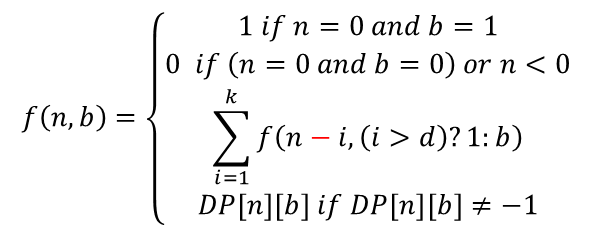 1 if n = 0 and b = 1
0 if (n = 0 and b = 0) or n < 0
f(n, b) = {
k
∑ f(n − i, (i > d)? 1: b)
i=1
DP[n][b] if DP[n][b] ≠ −1